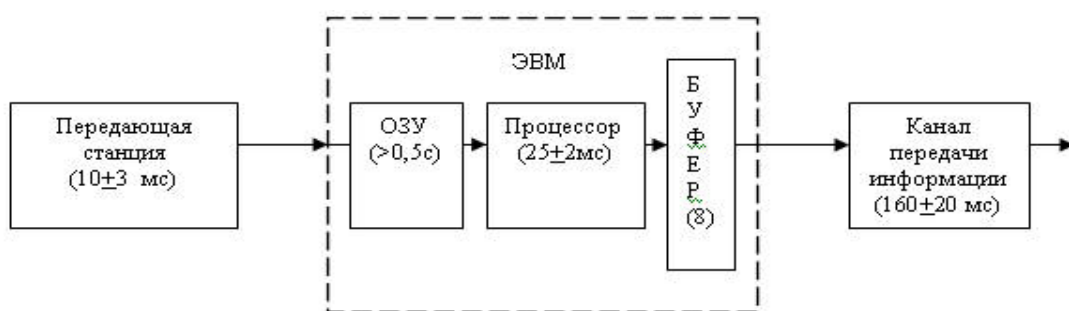 ЭВМ
Передающая
станция
(10±3 мс)
ОЗУ
(>0,5с)
Процессор
(25±2мс)
Б
У
Ф
Е
Р
(8)
Канал
передачи
информации
(160±20 мс)